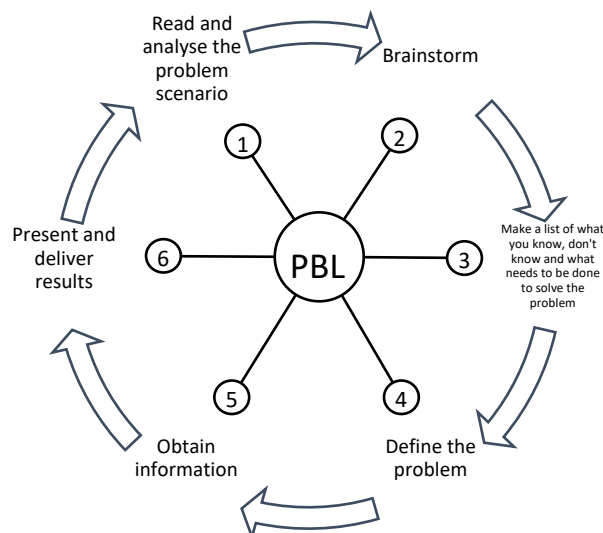 Read and
analyse the
problem
scenario
Brainstorm
Make a list of what
you know, don't
know and what
needs to be done
to solve the
problem
Define the
problem
Obtain
information
Present and
deliver
results
1
2
3
4
5
6
PBL